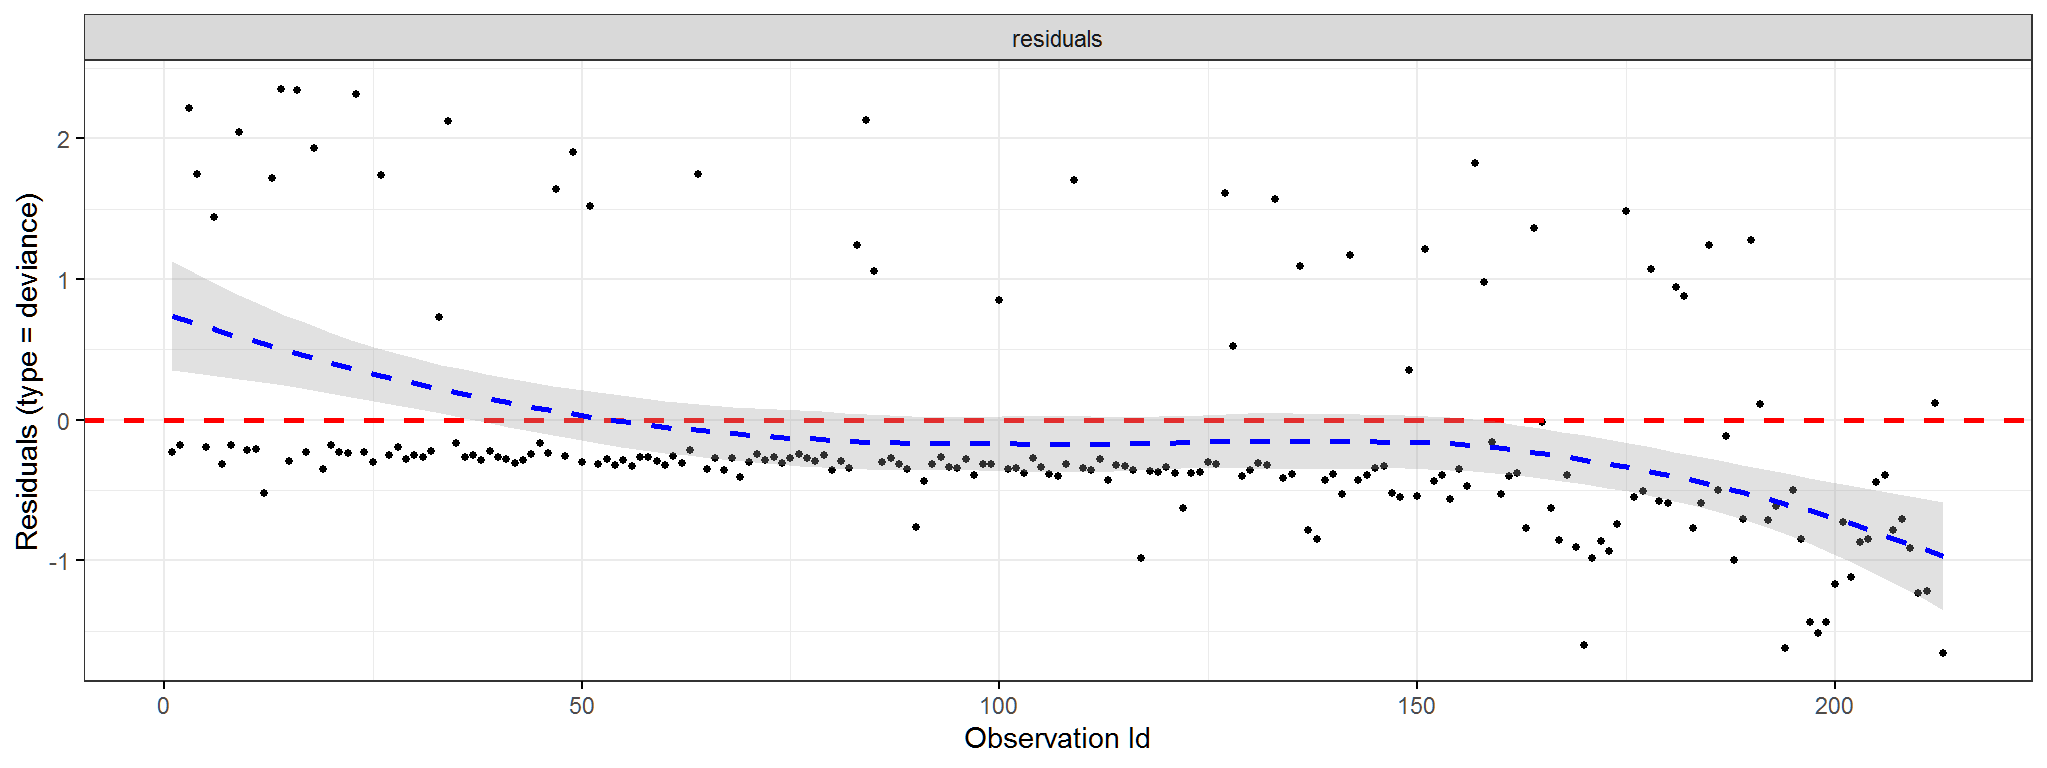 residuals
Residuals (type = deviance)
2
1
0
-1
0 50 100 150 200
Observation Id